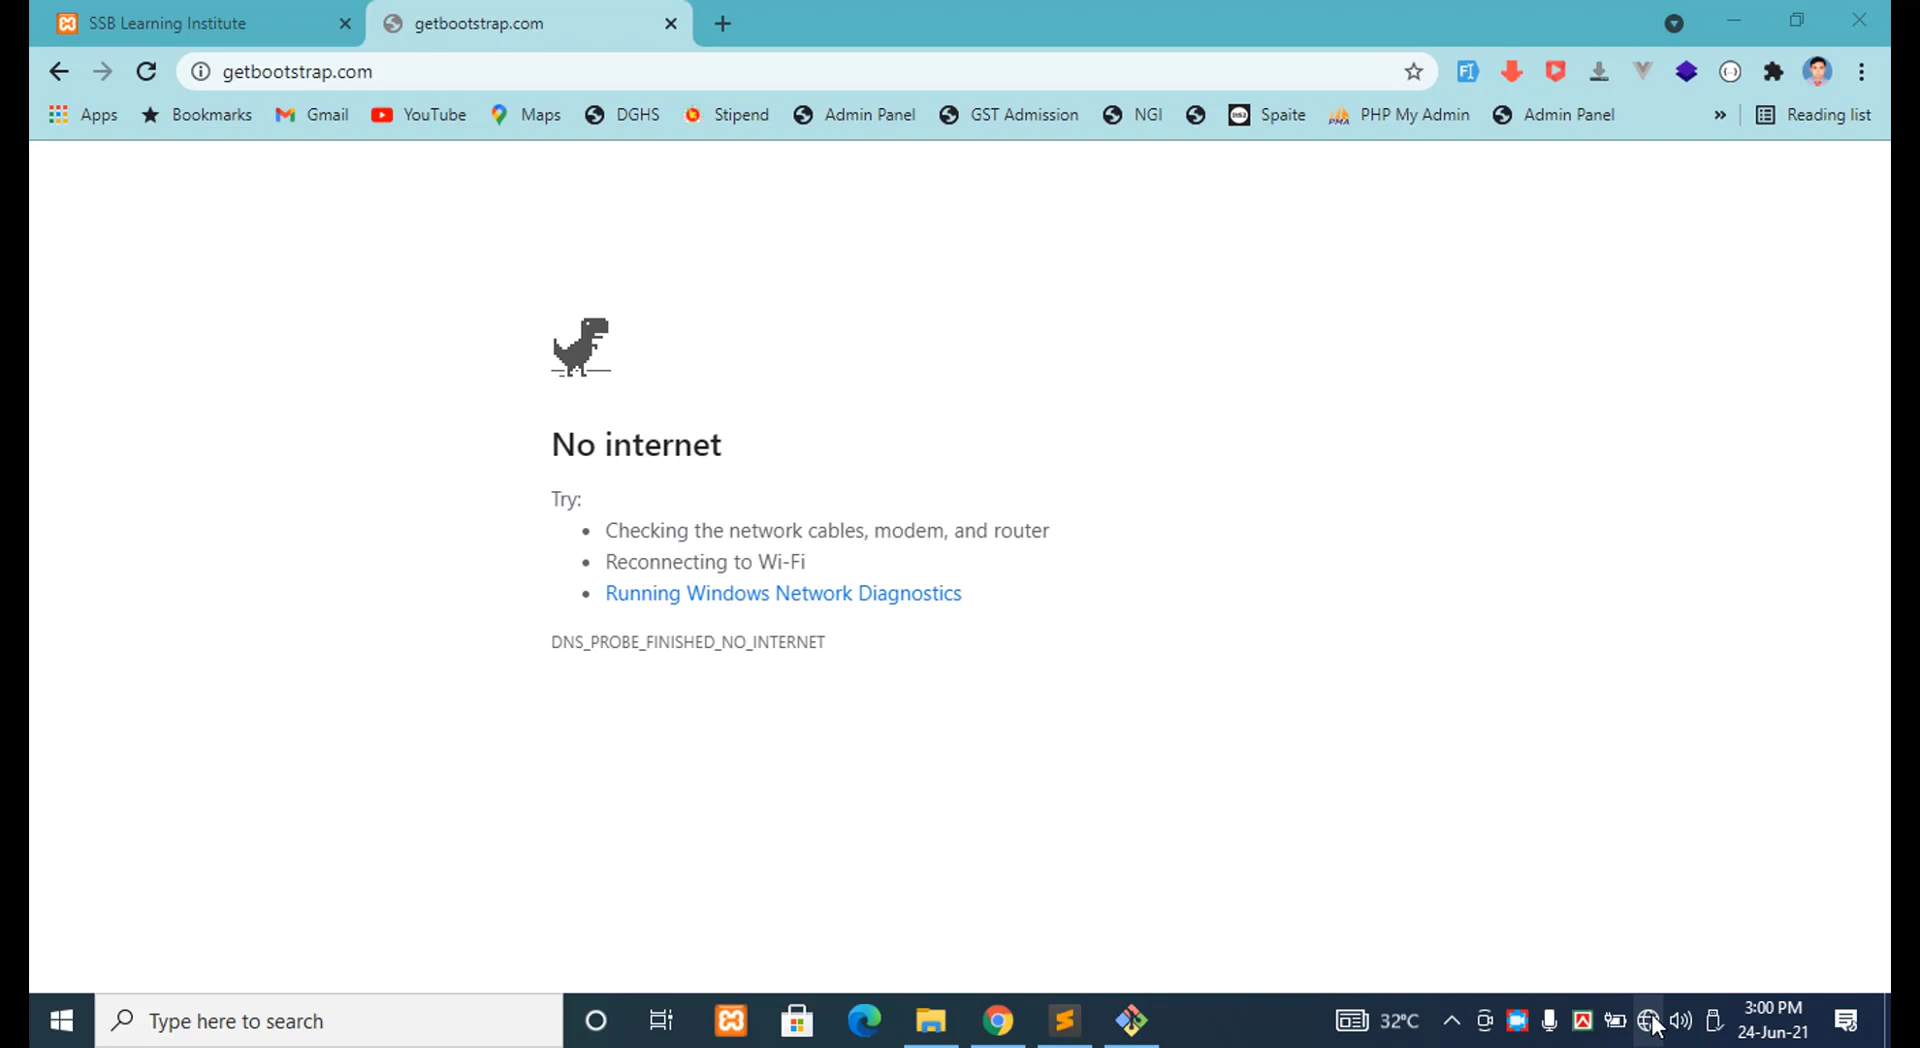 SSB Learning Institute
getbootstrap.com
getbootstrap.com
Apps Bookmarks Gmail YouTube Maps DGHS Stipend Admin Panel GST Admission NGI Spaite PHP My Admin Admin Panel » Reading list
No internet
Try:
• Checking the network cables, modem, and router
• Reconnecting to Wi-Fi
• Running Windows Network Diagnostics
DNS_PROBE_FINISHED_NO_INTERNET
Type here to search
32°C
3:00 PM
24-Jun-21